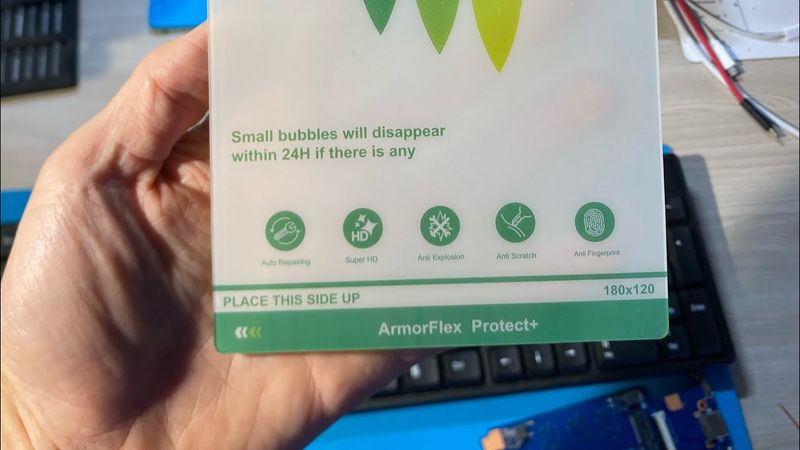 Small bubbles will disappear
within 24H if there is any
HD
Auto Repairing
Super HD
Anti Explosion
Anti Scratch
Anti Fingerprint
PLACE THIS SIDE UP
180x120
ArmorFlex Protect+